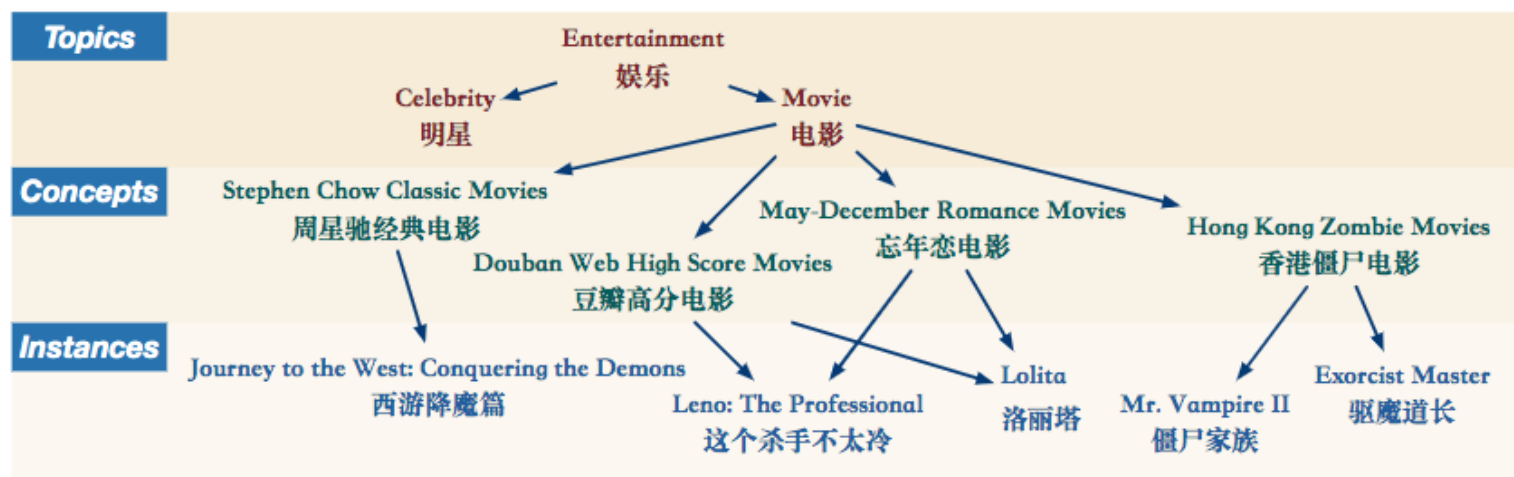 Topics
Entertainment
娱乐
Celebrity
明星
Movie
电影
Concepts
Stephen Chow Classic Movies
周星驰经典电影
Douban Web High Score Movies
豆瓣高分电影
May-December Romance Movies
忘年恋电影
Hong Kong Zombie Movies
香港僵尸电影
Instances
Journey to the West: Conquering the Demons
西游降魔篇
Leno: The Professional
这个杀手不太冷
Lolita
洛丽塔
Mr. Vampire II
僵尸家族
Exorcist Master
驱魔道长